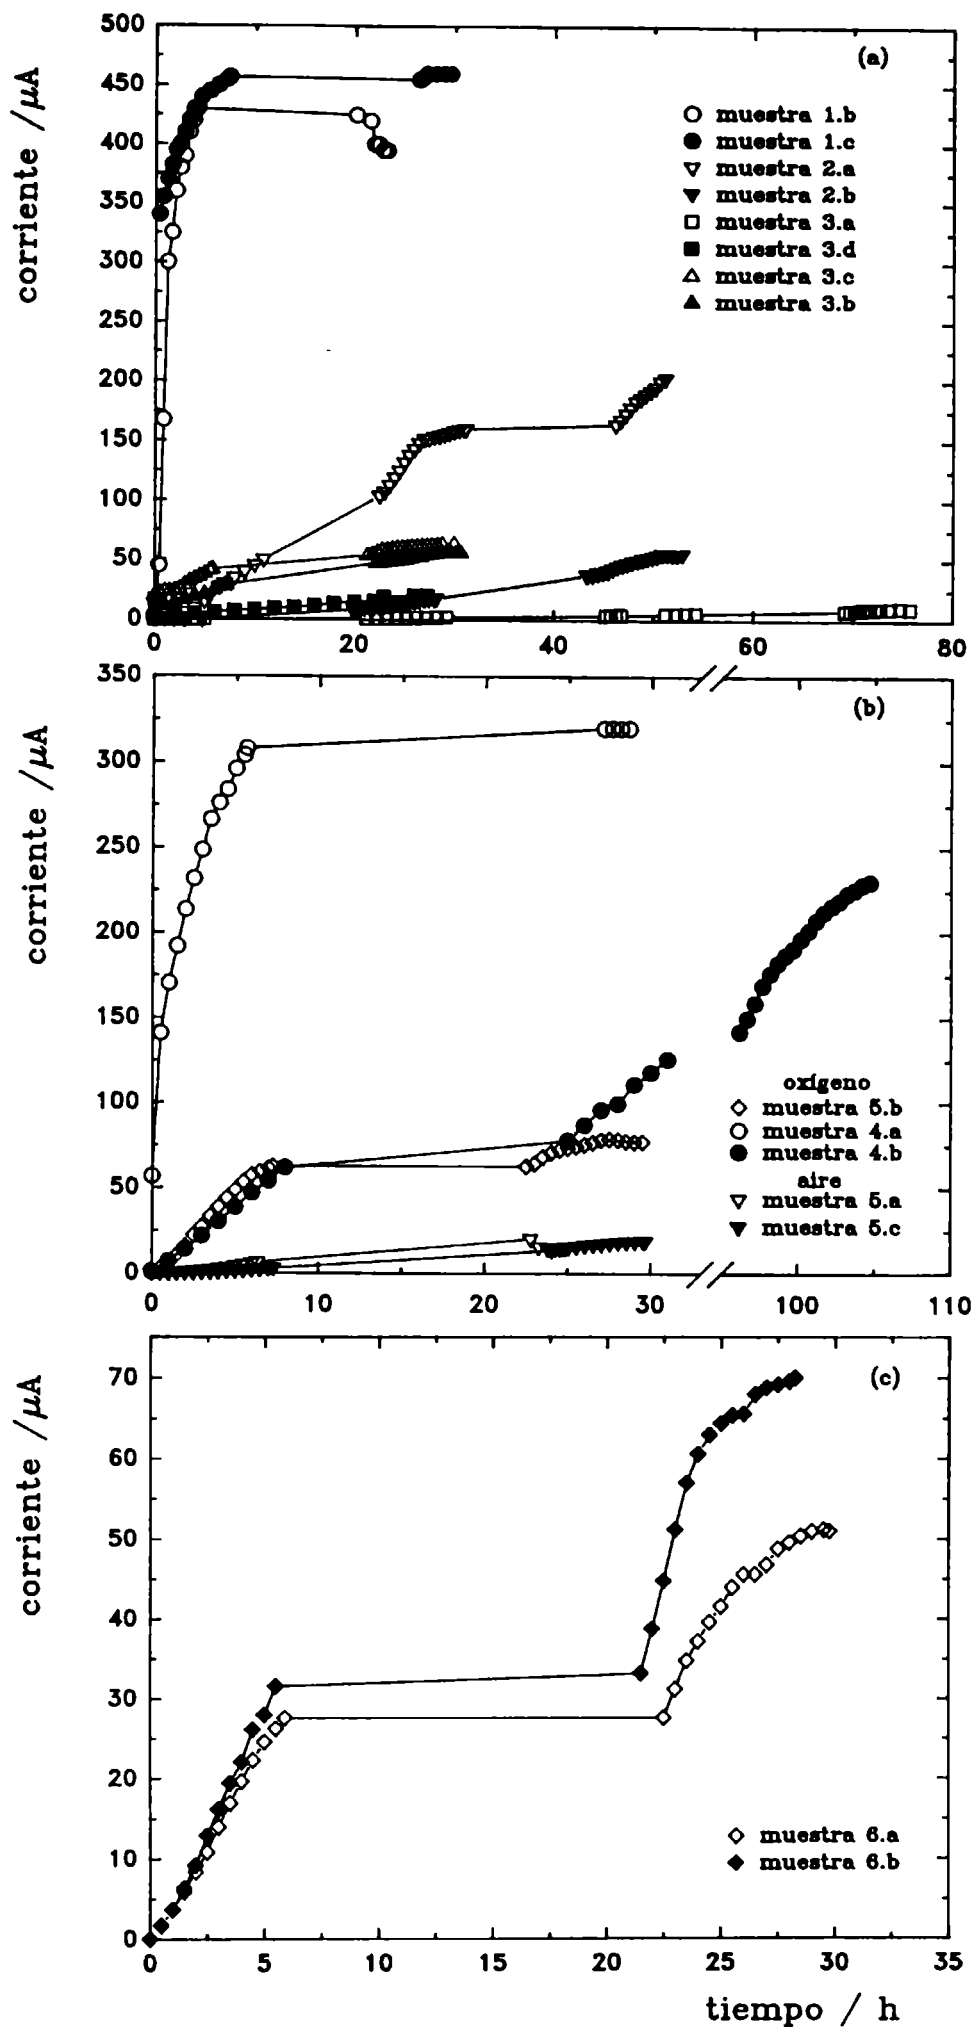 500
450
400
350
300
250
200
150
100
50
0
corriente /μA
(a)
muestra 1.b
muestra 1.c
muestra 2.a
muestra 2.b
muestra 3.a
muestra 3.d
muestra 3.c
muestra 3.b
0 20 40 60 80
350
300
250
200
150
100
50
0
corriente /μA
(b)
oxígeno
muestra 5.b
muestra 4.a
muestra 4.b
aire
muestra 5.a
muestra 5.c
0 10 20 30 100 110
70
60
50
40
30
20
10
0
corriente /μA
(c)
muestra 6.a
muestra 6.b
0 5 10 15 20 25 30 35
tiempo / h